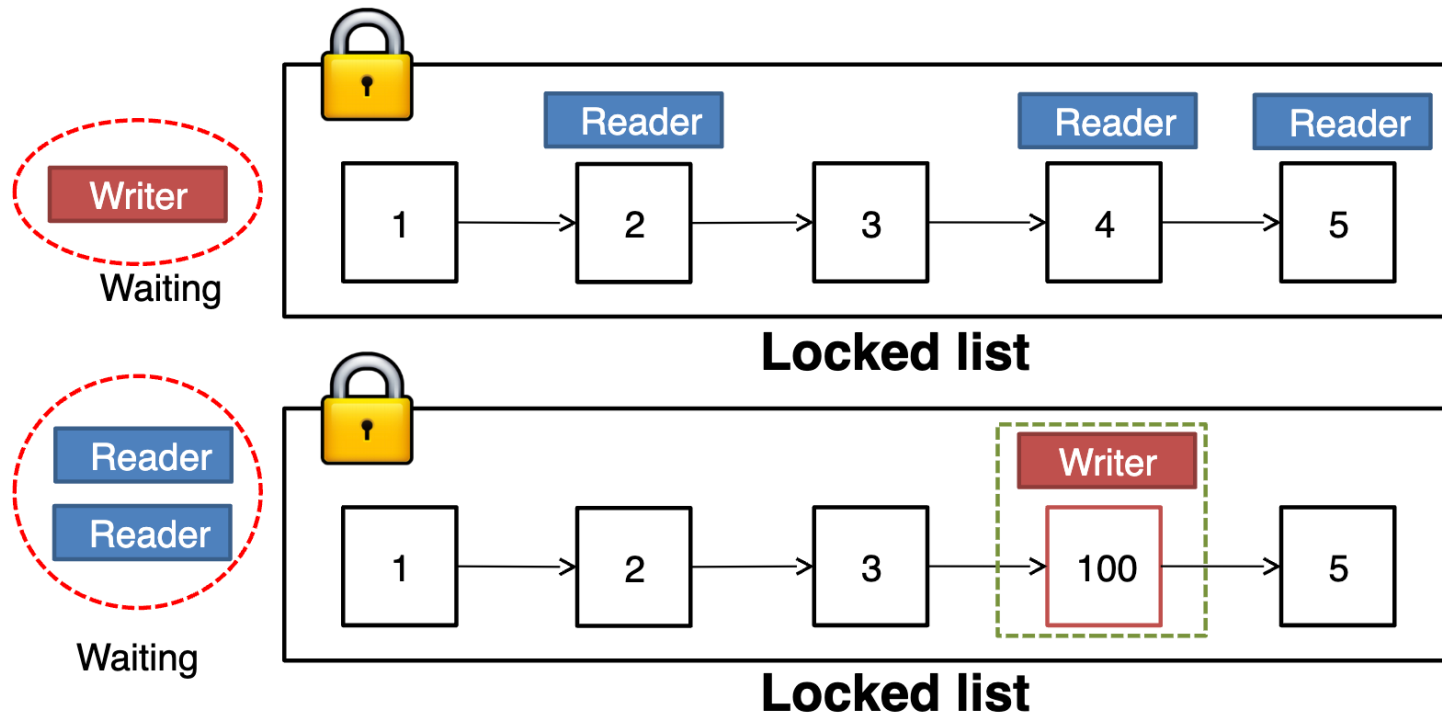 Reader Reader Reader
Writer
1 2 3 4 5
Waiting
Locked list
Writer
Reader
Reader
1 2 3 100 5
Waiting
Locked list